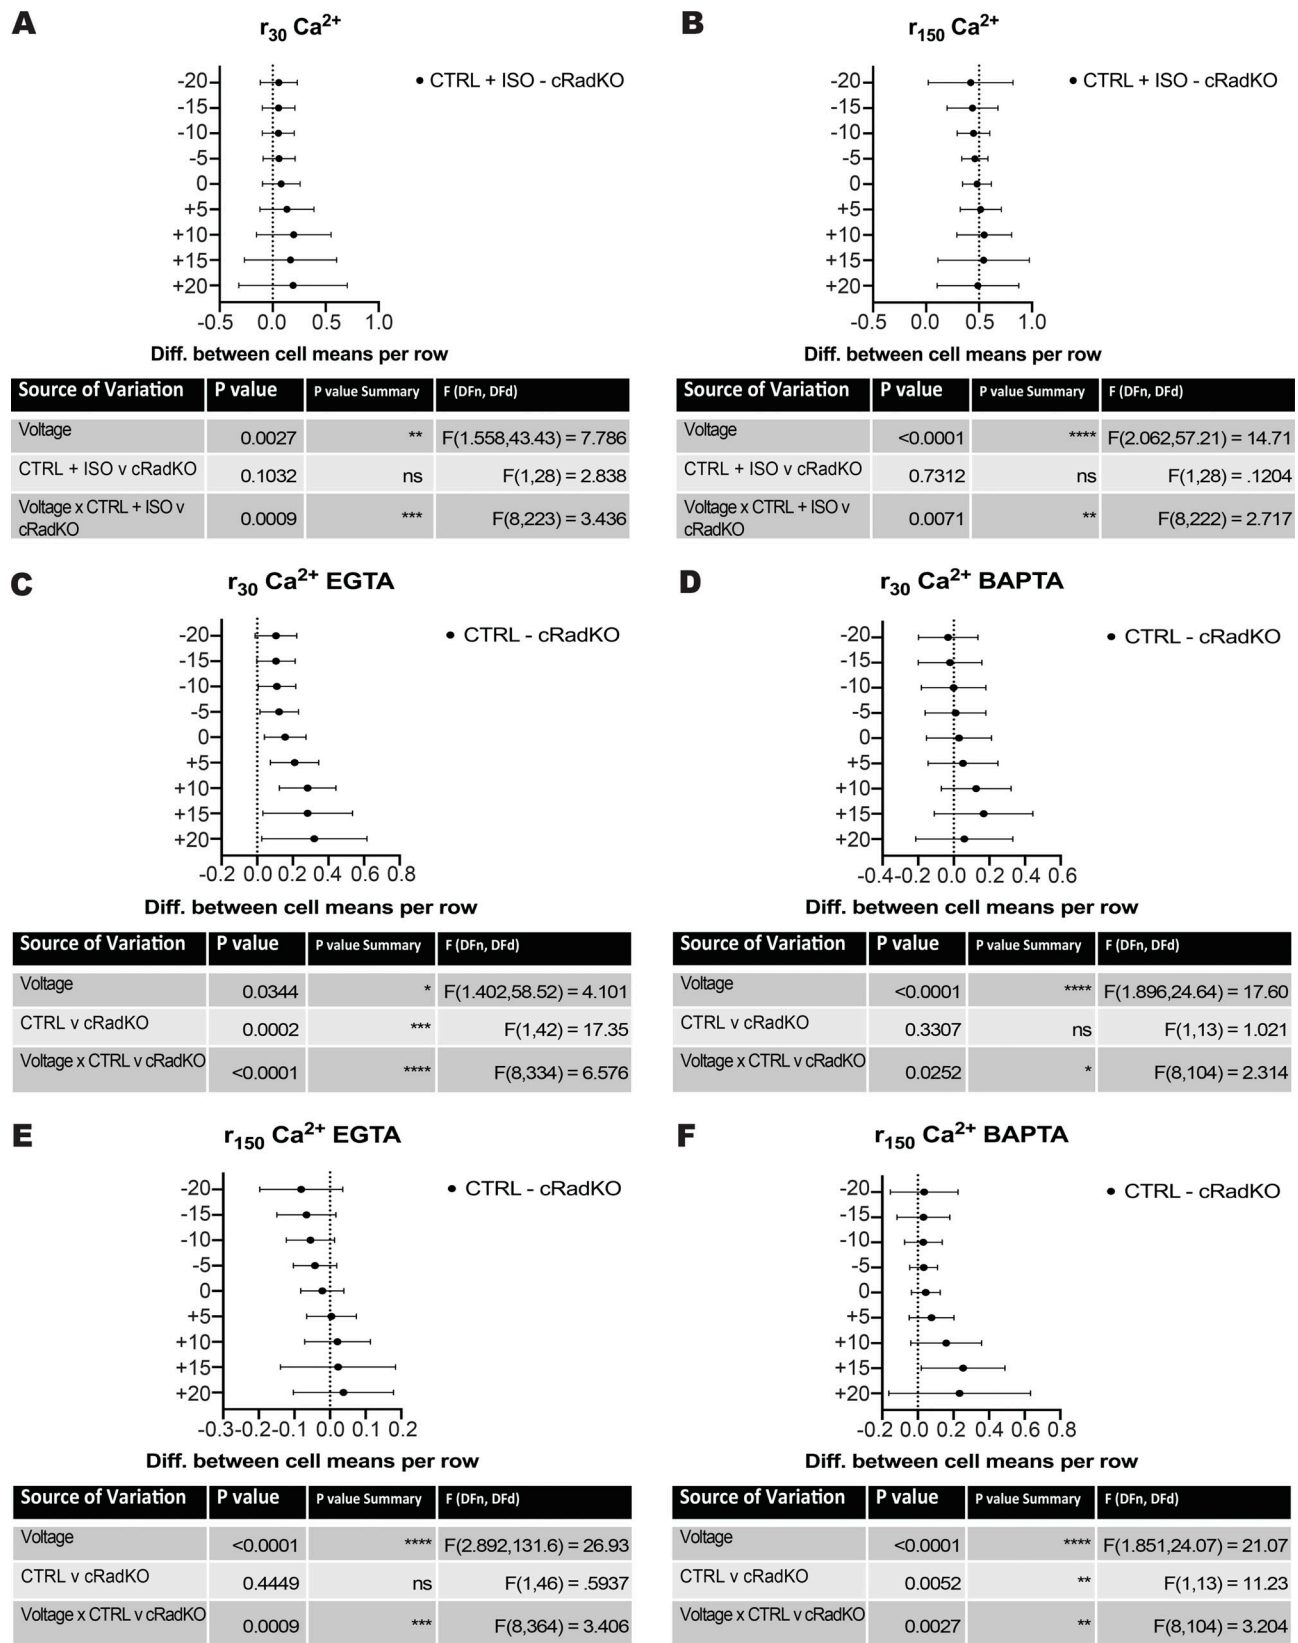 A
r30 Ca2+
CTRL + ISO - cRadKO
-20
-15
-10
-5
0
+5
+10
+15
+20
-0.5 0.0 0.5 1.0
Diff. between cell means per row
Source of Variation P value P value Summary F (DFn, DFd)
Voltage 0.0027 ** F(1.558,43.43) = 7.786
CTRL + ISO v cRadKO 0.1032 ns F(1,28) = 2.838
Voltage x CTRL + ISO v
cRadKO 0.0009 *** F(8,223) = 3.436
B
r150 Ca2+
CTRL + ISO - cRadKO
-20
-15
-10
-5
0
+5
+10
+15
+20
-0.5 0.0 0.5 1.0
Diff. between cell means per row
Source of Variation P value P value Summary F (DFn, DFd)
Voltage <0.0001 **** F(2.062,57.21) = 14.71
CTRL + ISO v cRadKO 0.7312 ns F(1,28) = .1204
Voltage x CTRL + ISO v
cRadKO 0.0071 ** F(8,222) = 2.717
C
r30 Ca2+ EGTA
CTRL - cRadKO
-20
-15
-10
-5
0
+5
+10
+15
+20
-0.2 0.0 0.2 0.4 0.6 0.8
Diff. between cell means per row
Source of Variation P value P value Summary F (DFn, DFd)
Voltage 0.0344 * F(1.402,58.52) = 4.101
CTRL v cRadKO 0.0002 *** F(1,42) = 17.35
Voltage x CTRL v cRadKO <0.0001 **** F(8,334) = 6.576
D
r30 Ca2+ BAPTA
CTRL - cRadKO
-20
-15
-10
-5
0
+5
+10
+15
+20
-0.4 -0.2 0.0 0.2 0.4 0.6
Diff. between cell means per row
Source of Variation P value P value Summary F (DFn, DFd)
Voltage <0.0001 **** F(1.896,24.64) = 17.60
CTRL v cRadKO 0.3307 ns F(1,13) = 1.021
Voltage x CTRL v cRadKO 0.0252 * F(8,104) = 2.314
E
r150 Ca2+ EGTA
CTRL - cRadKO
-20
-15
-10
-5
0
+5
+10
+15
+20
-0.3 -0.2 -0.1 0.0 0.1 0.2
Diff. between cell means per row
Source of Variation P value P value Summary F (DFn, DFd)
Voltage <0.0001 **** F(2.892,131.6) = 26.93
CTRL v cRadKO 0.4449 ns F(1,46) = .5937
Voltage x CTRL v cRadKO 0.0009 *** F(8,364) = 3.406
F
r150 Ca2+ BAPTA
CTRL - cRadKO
-20
-15
-10
-5
0
+5
+10
+15
+20
-0.2 0.0 0.2 0.4 0.6 0.8
Diff. between cell means per row
Source of Variation P value P value Summary F (DFn, DFd)
Voltage <0.0001 **** F(1.851,24.07) = 21.07
CTRL v cRadKO 0.0052 ** F(1,13) = 11.23
Voltage x CTRL v cRadKO 0.0027 ** F(8,104) = 3.204